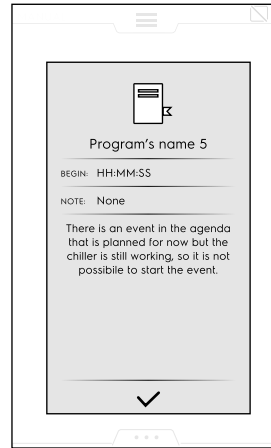 Program's name 5
BEGIN: HH:MM:SS
NOTE: None
There is an event in the agenda
that is planned for now but the
chiller is still working, so it is not
possibile to start the event.